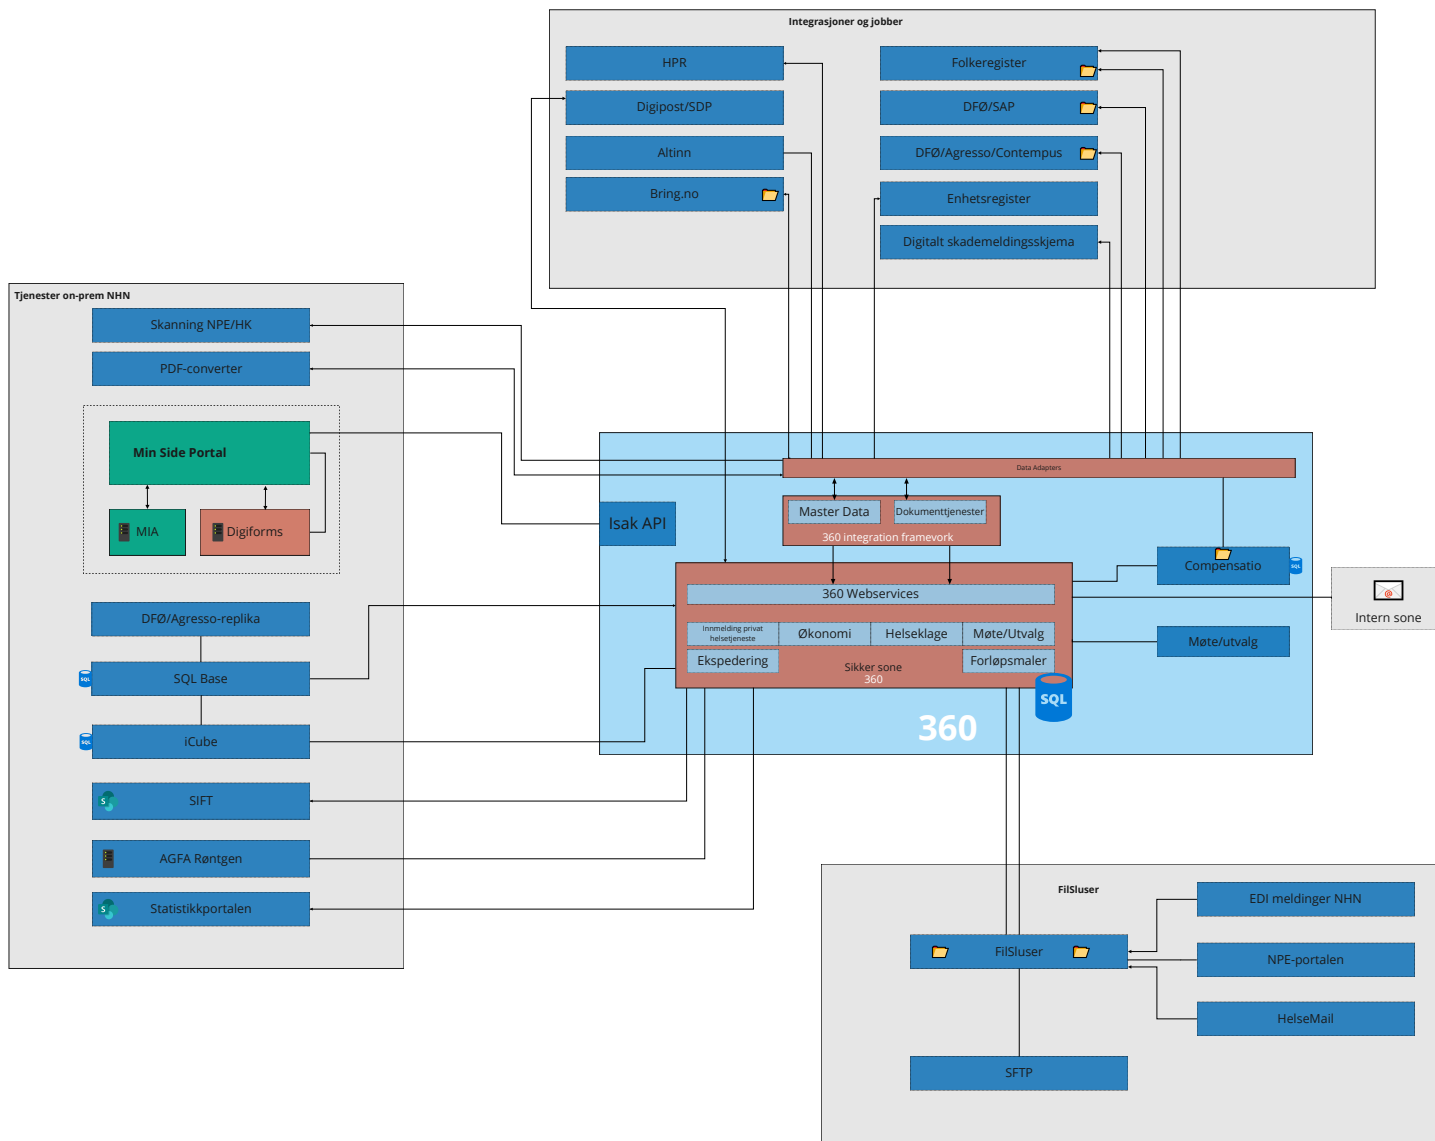 Integrasjoner og jobber
HPR
Digipost/SDP
Altinn
Bring.no
Folkeregister
DFØ/SAP
DFØ/Agresso/Contempus
Enhetsregister
Digitalt skademeldingsskjema
Tjenester on-prem NHN
Skanning NPE/HK
PDF-converter
Min Side Portal
MIA
Digiforms
DFØ/Agresso-replika
SQL Base
SQL
iCube
SQL
S
SIFT
AGFA Røntgen
S
Statistikkportalen
Data Adapters
Master Data
Dokumenttjenester
360 integration framevork
Isak API
Compensatio
SQL
360 Webservices
Innmelding privat
helsetjeneste
Økonomi
Helseklage
Møte/Utvalg
Ekspedering
Forløpsmaler
Sikker sone
360
SQL
360
Møte/utvalg
@
Intern sone
FilSluser
EDI meldinger NHN
FilSluser
NPE-portalen
HelseMail
SFTP